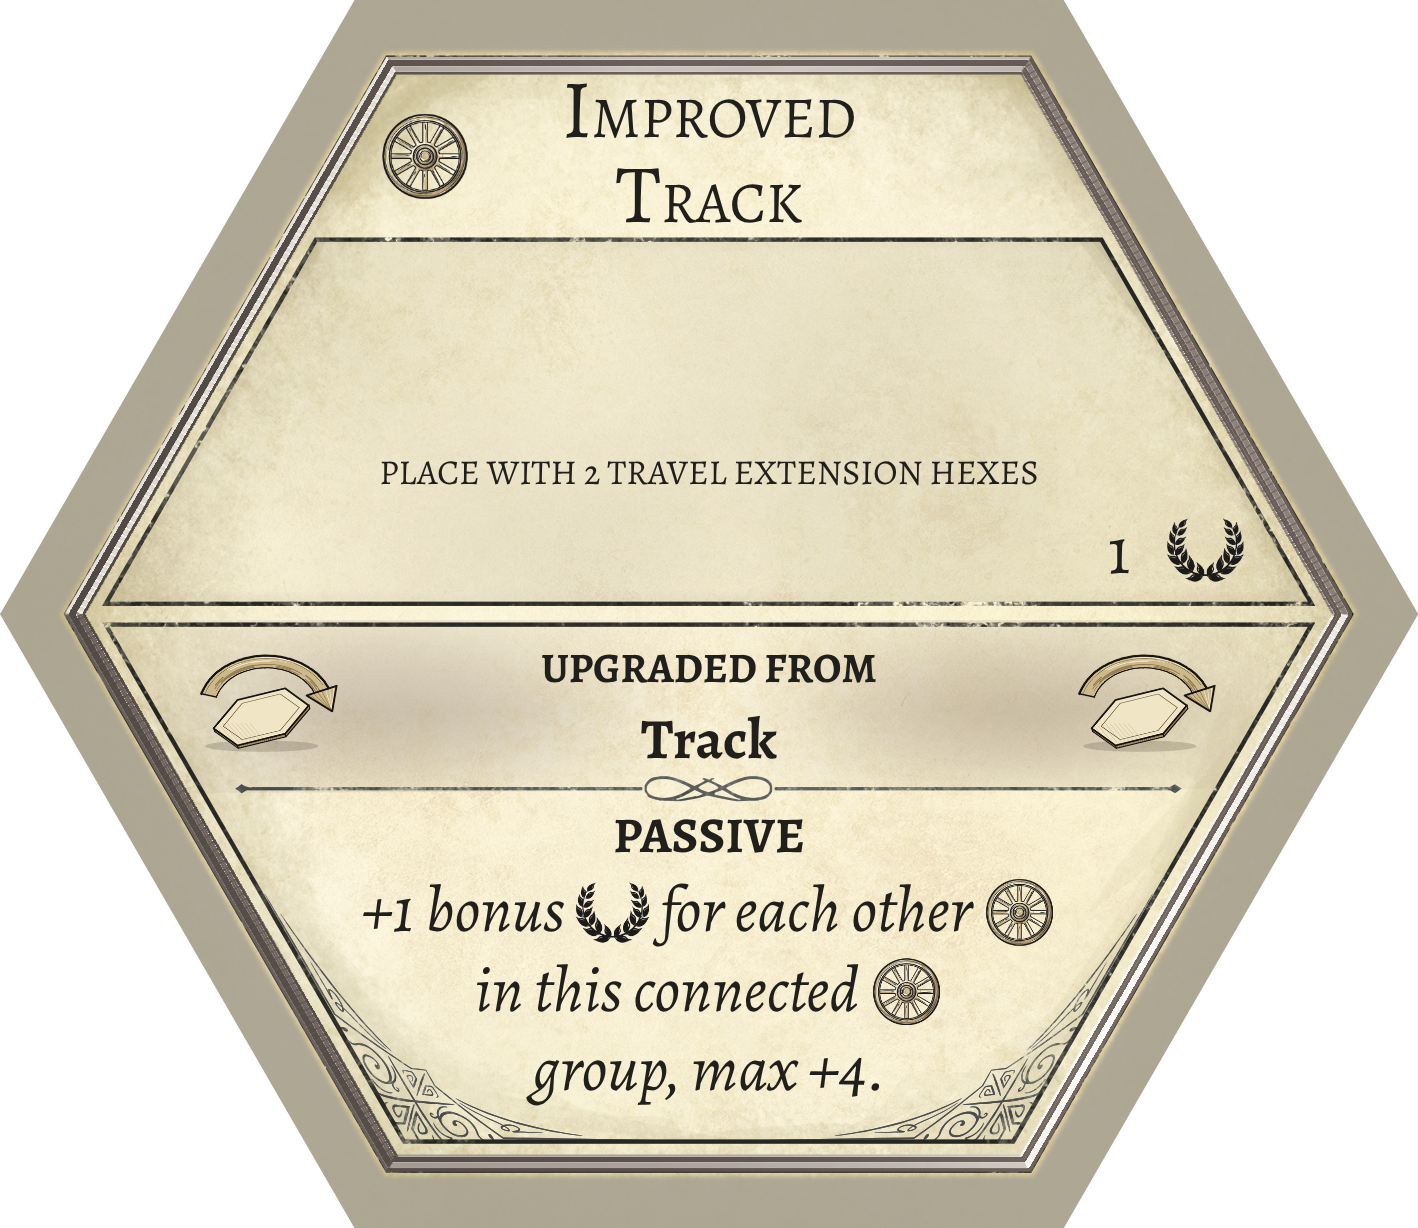 Improved
Track
PLACE WITH 2 TRAVEL EXTENSION HEXES
1
UPGRADED FROM
Track
PASSIVE
+1 bonus for each other
in this connected
group, max +4.